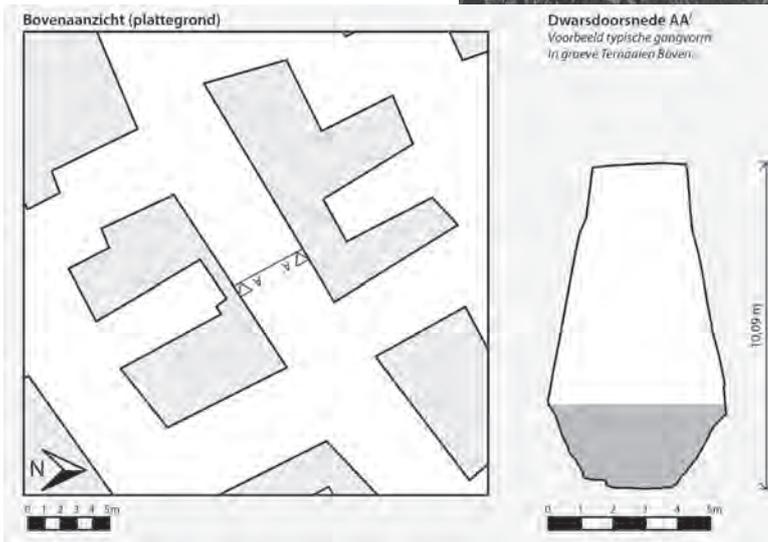 Bovenaanzicht (plattegrond)
Dwarsdoorsnede AA'
Voorbeeld typische gangvorm
in groeve Ternaaien Boven.
A A'
10,09 m
N
0 1 2 3 4 5m
0 1 2 3 4 5m